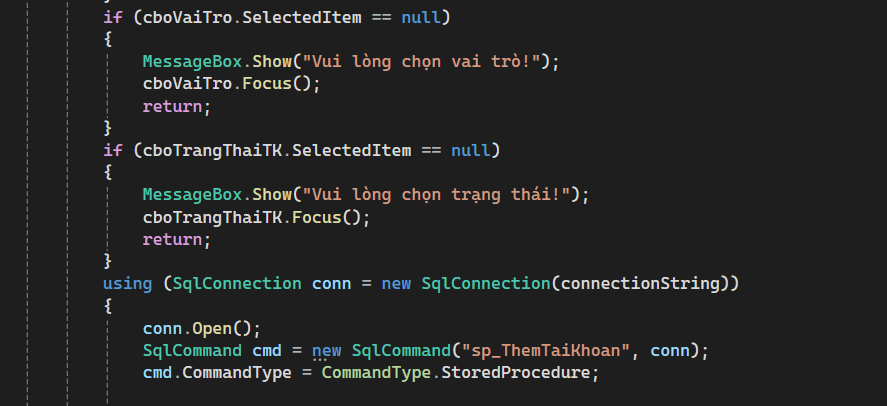 if (cboVaiTro.SelectedItem == null)
{
MessageBox.Show("Vui lòng chọn vai trò!");
cboVaiTro.Focus();
return;
}
if (cboTrangThaiTK.SelectedItem == null)
{
MessageBox.Show("Vui lòng chọn trạng thái!");
cboTrangThaiTK.Focus();
return;
}
using (SqlConnection conn = new SqlConnection(connectionString))
{
conn.Open();
SqlCommand cmd = new SqlCommand("sp_ThemTaiKhoan", conn);
cmd.CommandType = CommandType.StoredProcedure;